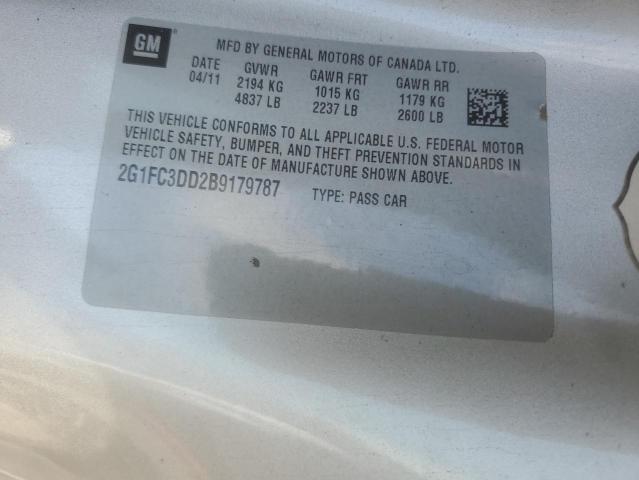 GM
MFD BY GENERAL MOTORS OF CANADA LTD.
DATE GVWR GAWR FRT GAWR RR
04/11 2194 KG 1015 KG 1179 KG
4837 LB 2237 LB 2600 LB
THIS VEHICLE CONFORMS TO ALL APPLICABLE U.S. FEDERAL MOTOR
VEHICLE SAFETY, BUMPER, AND THEFT PREVENTION STANDARDS IN
EFFECT ON THE DATE OF MANUFACTURE SHOWN ABOVE.
2G1FC3DD2B9179787 TYPE: PASS CAR